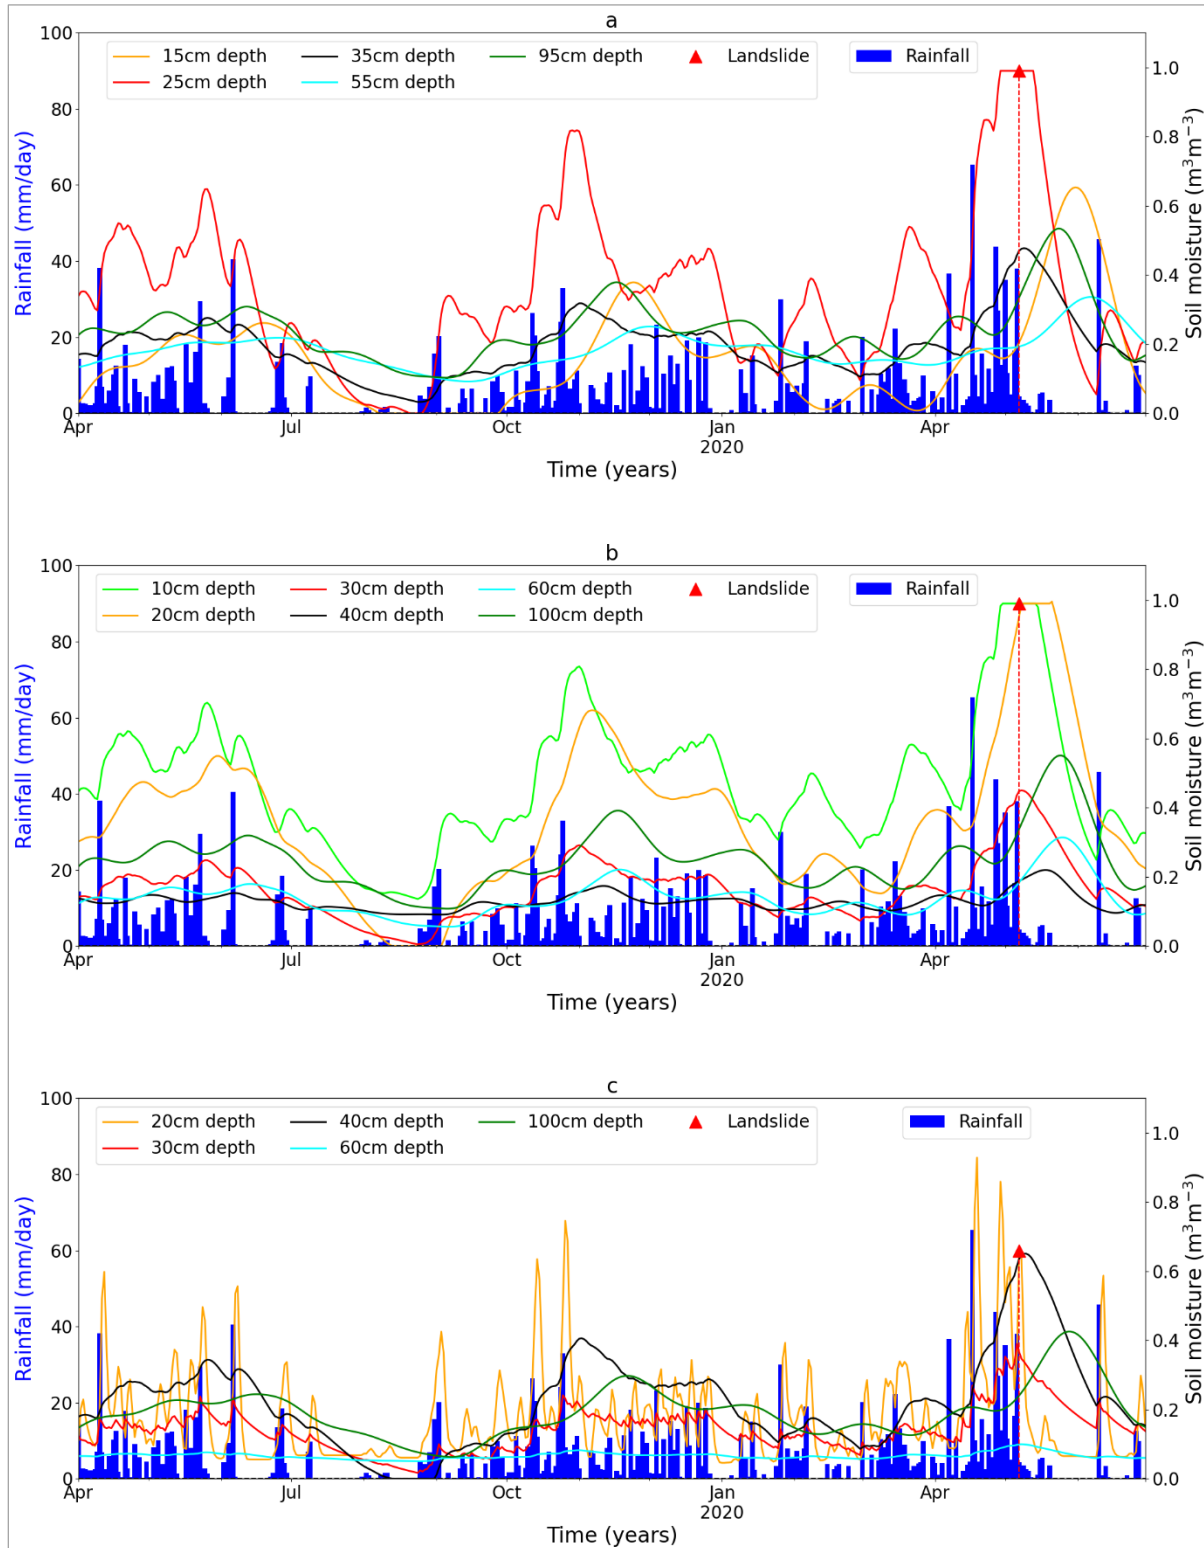 a
15cm depth 35cm depth 95cm depth Landslide Rainfall
25cm depth 55cm depth
100
80
60
40
20
0
Rainfall (mm/day)
1.0
0.8
0.6
0.4
0.2
0.0
Soil moisture (m³m⁻³)
Apr Jul Oct Jan Apr
2020
Time (years)
b
10cm depth 30cm depth 60cm depth Landslide Rainfall
20cm depth 40cm depth 100cm depth
100
80
60
40
20
0
Rainfall (mm/day)
1.0
0.8
0.6
0.4
0.2
0.0
Soil moisture (m³m⁻³)
Apr Jul Oct Jan Apr
2020
Time (years)
c
20cm depth 40cm depth 100cm depth Landslide Rainfall
30cm depth 60cm depth
100
80
60
40
20
0
Rainfall (mm/day)
1.0
0.8
0.6
0.4
0.2
0.0
Soil moisture (m³m⁻³)
Apr Jul Oct Jan Apr
2020
Time (years)